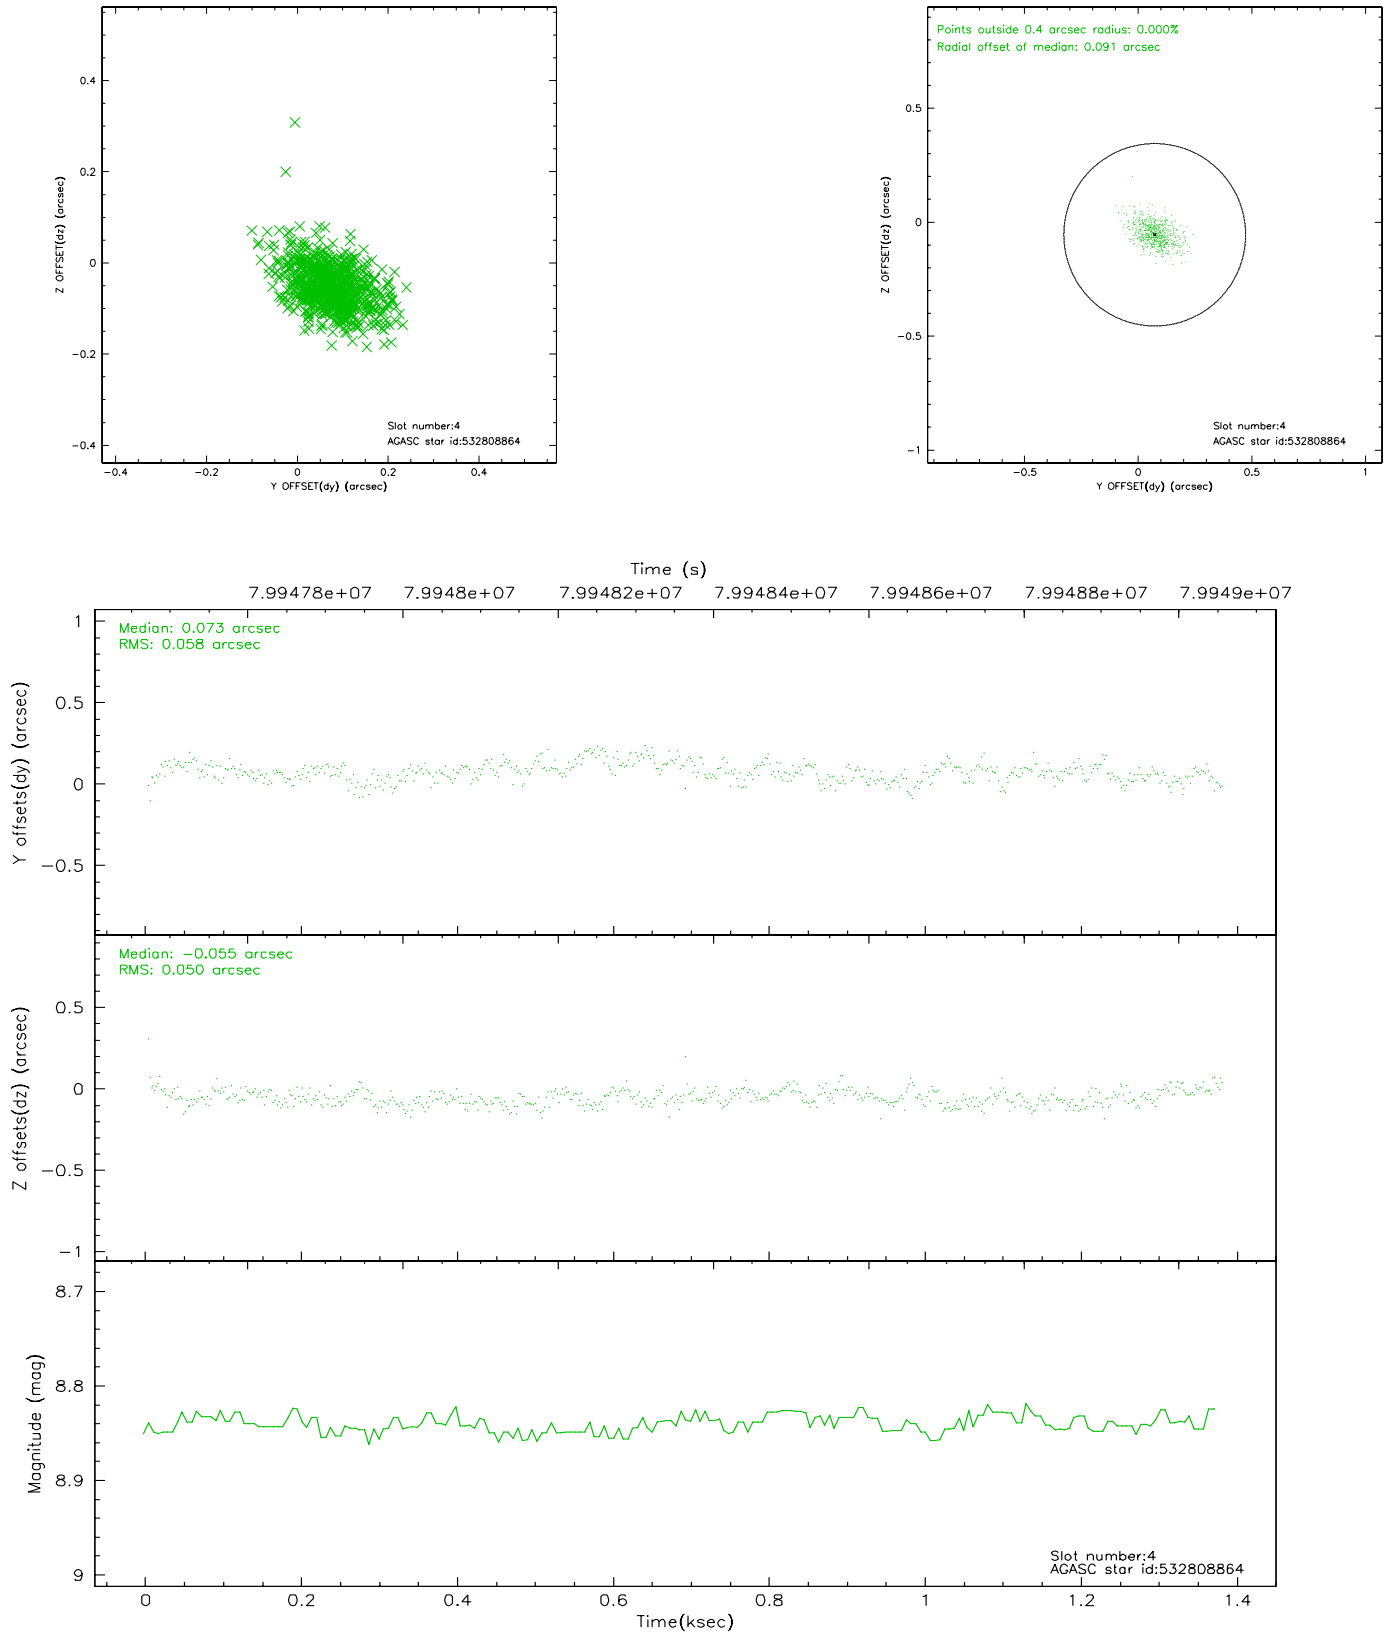 0.4
0.2
0
−0.2
−0.4
Z OFFSET(dz) (arcsec)
Slot number:4
AGASC star id:532808864
−0.4 −0.2 0 0.2 0.4
Y OFFSET(dy) (arcsec)
Points outside 0.4 arcsec radius: 0.000%
Radial offset of median: 0.091 arcsec
0.5
0
−0.5
−1
Z OFFSET(dz) (arcsec)
Slot number:4
AGASC star id:532808864
−0.5 0 0.5 1
Y OFFSET(dy) (arcsec)
Time (s)
7.99478e+07 7.9948e+07 7.99482e+07 7.99484e+07 7.99486e+07 7.99488e+07 7.9949e+07
Median: 0.073 arcsec
RMS: 0.058 arcsec
1
0.5
0
−0.5
Y offsets(dy) (arcsec)
Median: −0.055 arcsec
RMS: 0.050 arcsec
0.5
0
−0.5
−1
Z offsets(dz) (arcsec)
8.7
8.8
8.9
9
Magnitude (mag)
Slot number:4
AGASC star id:532808864
0 0.2 0.4 0.6 0.8 1 1.2 1.4
Time(ksec)